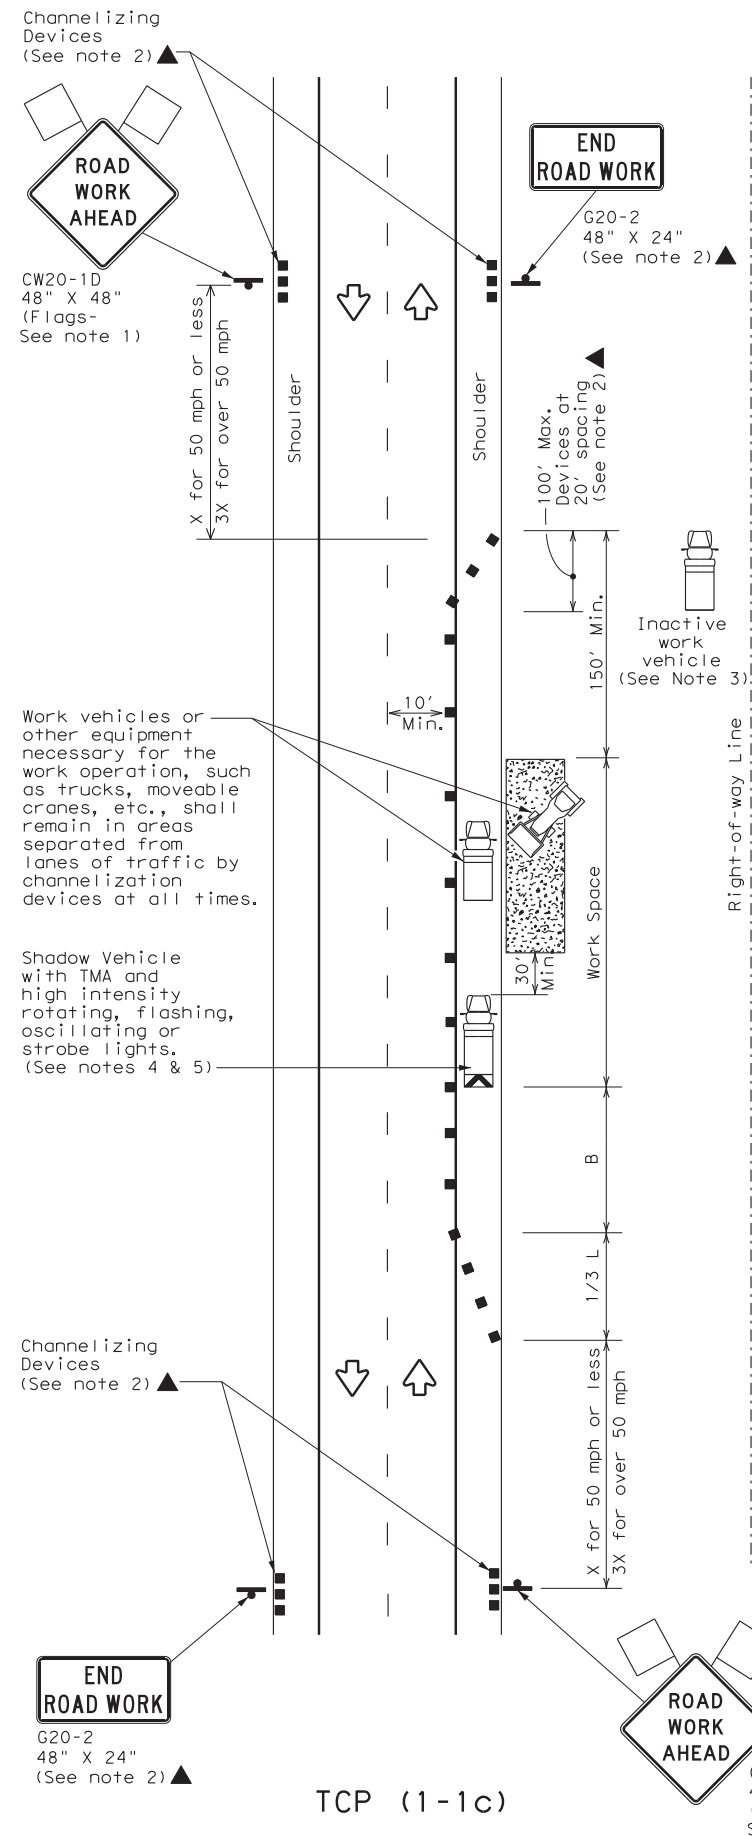 Channelizing
Devices
(See note 2)
ROAD
WORK
AHEAD
CW20-1D
48" X 48"
(Flags-
See note 1)
END
ROAD WORK
G20-2
48" X 24"
(See note 2)
X for 50 mph or less
3X for over 50 mph
Shoulder
Shoulder
100' Max.
Devices at
20' spacing
(See note 2)
150' Min.
Inactive
work
vehicle
(See Note 3)
10'
Min.
Right-of-way Line
Work vehicles or
other equipment
necessary for the
work operation, such
as trucks, moveable
cranes, etc., shall
remain in areas
separated from
lanes of traffic by
channelization
devices at all times.
Work Space
30'
Min.
Shadow Vehicle
with TMA and
high intensity
rotating, flashing,
oscillating or
strobe lights.
(See notes 4 & 5)
B
1/3 L
Channelizing
Devices
(See note 2)
X for 50 mph or less
3X for over 50 mph
END
ROAD WORK
G20-2
48" X 24"
(See note 2)
ROAD
WORK
AHEAD
TCP (1-1c)